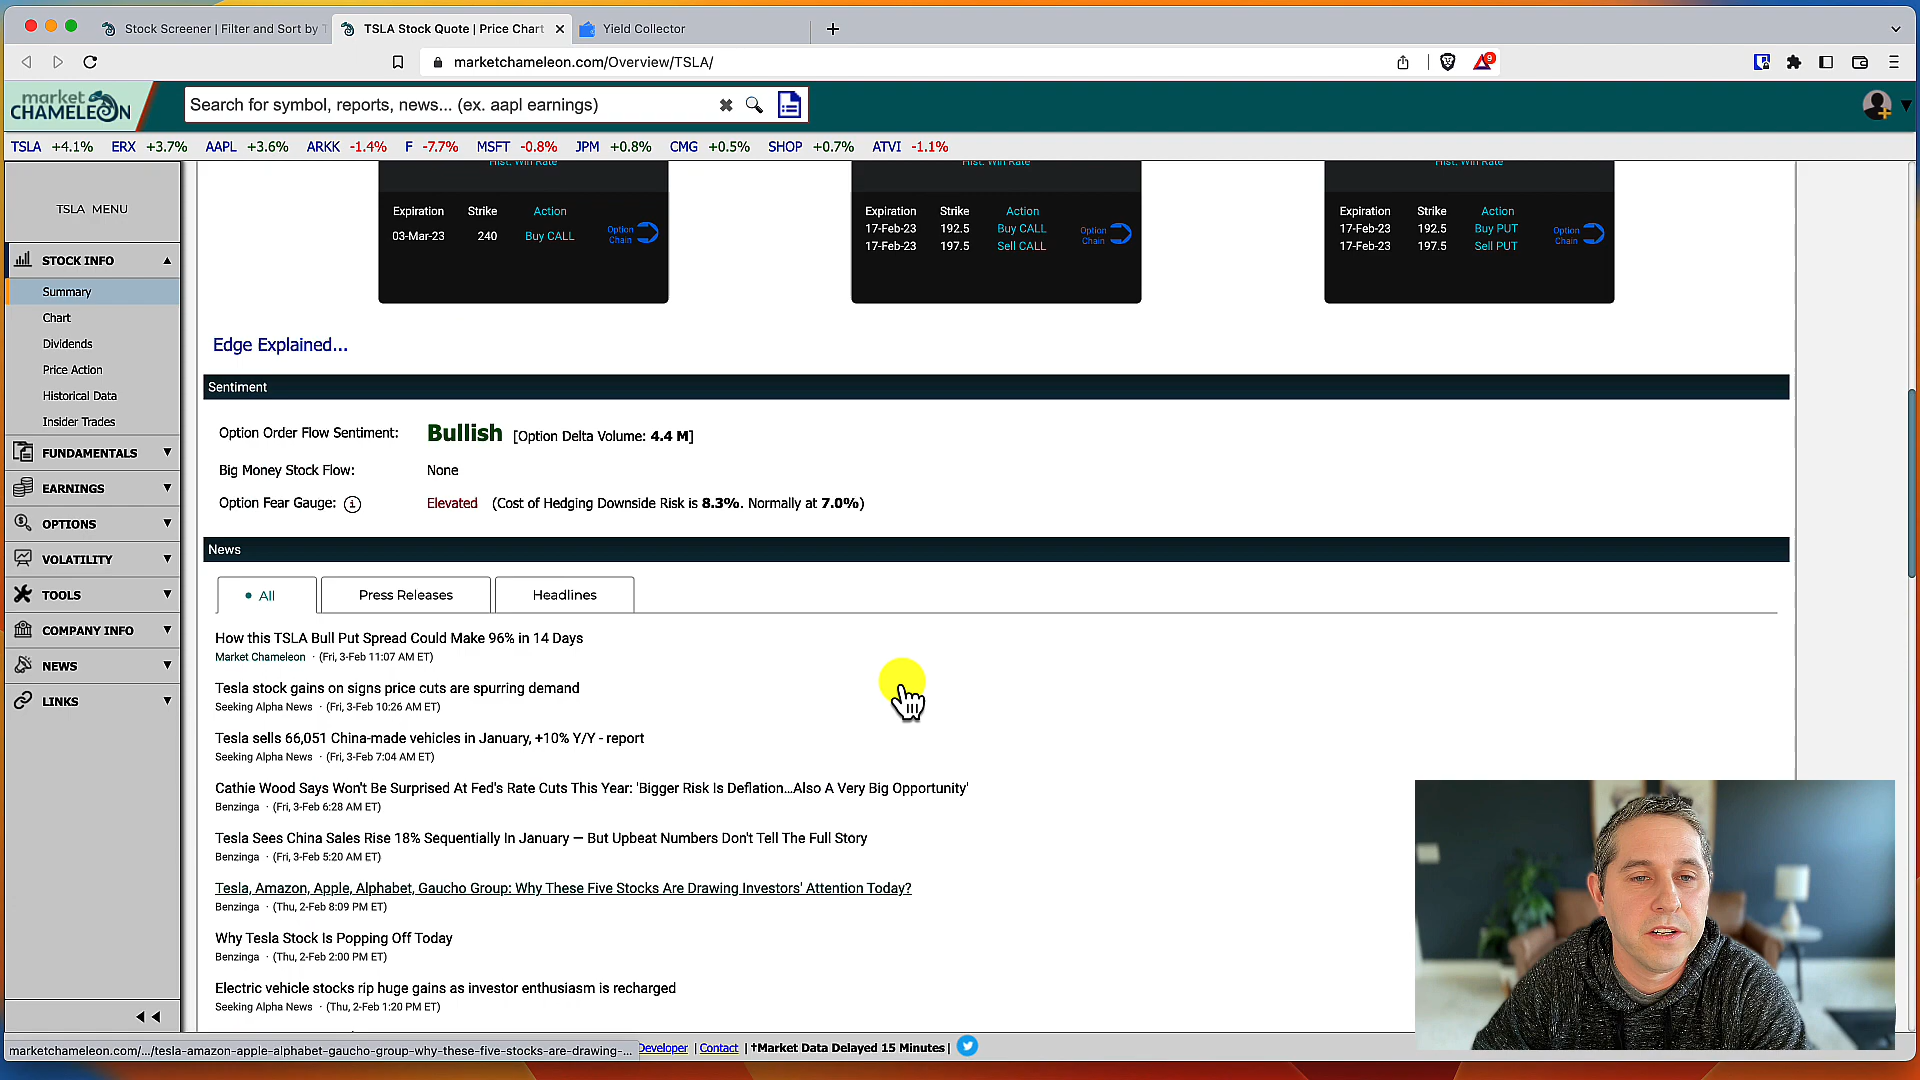 Stock Screener | Filter and Sort by
TSLA Stock Quote | Price Chart
Yield Collector
marketchameleon.com/Overview/TSLA/
9
market
CHAMELEON
Search for symbol, reports, news... (ex. aapl earnings)
TSLA +4.1% ERX +3.7% AAPL +3.6% ARKK -1.4% F -7.7% MSFT -0.8% JPM +0.8% CMG +0.5% SHOP +0.7% ATVI -1.1%
TSLA MENU
STOCK INFO
Summary
Chart
Dividends
Price Action
Historical Data
Insider Trades
FUNDAMENTALS
EARNINGS
OPTIONS
VOLATILITY
TOOLS
COMPANY INFO
NEWS
LINKS
Hist. Win Rate
Expiration Strike Action
03-Mar-23 240 Buy CALL
Option
Chain
Hist. Win Rate
Expiration Strike Action
17-Feb-23 192.5 Buy CALL
17-Feb-23 197.5 Sell CALL
Option
Chain
Hist. Win Rate
Expiration Strike Action
17-Feb-23 192.5 Buy PUT
17-Feb-23 197.5 Sell PUT
Option
Chain
Edge Explained...
Sentiment
Option Order Flow Sentiment: Bullish [Option Delta Volume: 4.4 M]
Big Money Stock Flow: None
Option Fear Gauge: i Elevated (Cost of Hedging Downside Risk is 8.3%. Normally at 7.0%)
News
• All
Press Releases
Headlines
How this TSLA Bull Put Spread Could Make 96% in 14 Days
Market Chameleon · (Fri, 3-Feb 11:07 AM ET)
Tesla stock gains on signs price cuts are spurring demand
Seeking Alpha News · (Fri, 3-Feb 10:26 AM ET)
Tesla sells 66,051 China-made vehicles in January, +10% Y/Y - report
Seeking Alpha News · (Fri, 3-Feb 7:04 AM ET)
Cathie Wood Says Won't Be Surprised At Fed's Rate Cuts This Year: 'Bigger Risk Is Deflation...Also A Very Big Opportunity'
Benzinga · (Fri, 3-Feb 6:28 AM ET)
Tesla Sees China Sales Rise 18% Sequentially In January — But Upbeat Numbers Don't Tell The Full Story
Benzinga · (Fri, 3-Feb 5:20 AM ET)
Tesla, Amazon, Apple, Alphabet, Gaucho Group: Why These Five Stocks Are Drawing Investors' Attention Today?
Benzinga · (Thu, 2-Feb 8:09 PM ET)
Why Tesla Stock Is Popping Off Today
Benzinga · (Thu, 2-Feb 2:00 PM ET)
Electric vehicle stocks rip huge gains as investor enthusiasm is recharged
Seeking Alpha News · (Thu, 2-Feb 1:20 PM ET)
marketchameleon.com/.../tesla-amazon-apple-alphabet-gaucho-group-why-these-five-stocks-are-drawing-...
Developer | Contact | †Market Data Delayed 15 Minutes |